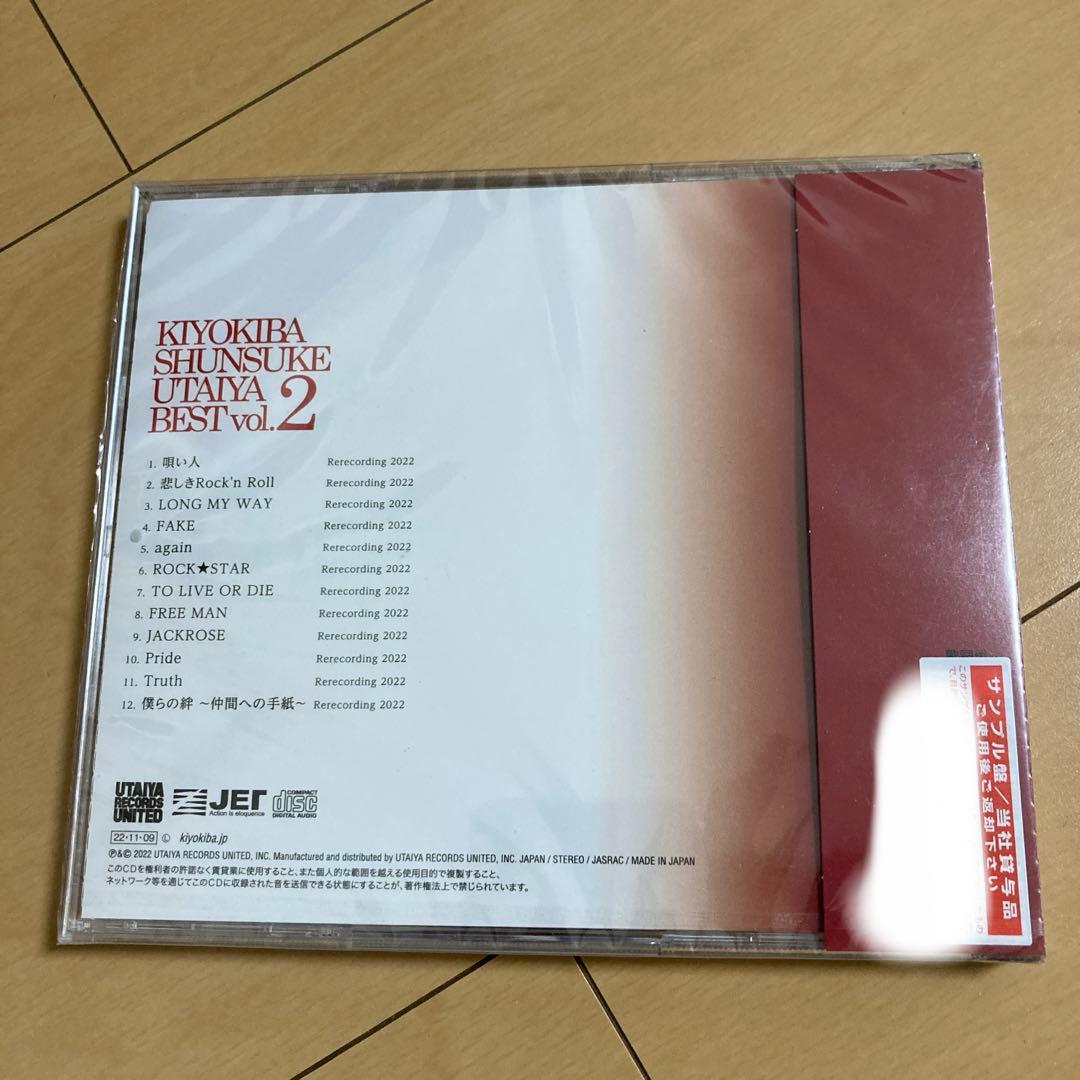 KIYOKIBA
SHUNSUKE
UTAIYA
BEST vol.2
1. 唄い人 Rerecording 2022
2. 悲しきRock'n Roll Rerecording 2022
3. LONG MY WAY Rerecording 2022
4. FAKE Rerecording 2022
5. again Rerecording 2022
6. ROCK★STAR Rerecording 2022
7. TO LIVE OR DIE Rerecording 2022
8. FREE MAN Rerecording 2022
9. JACKROSE Rerecording 2022
10. Pride Rerecording 2022
11. Truth Rerecording 2022
12. 僕らの絆 〜仲間への手紙〜 Rerecording 2022
UTAIYA
RECORDS
UNITED
JET
Action is eloquence
COMPACT
disc
DIGITAL AUDIO
22・11・09 © kiyokiba.jp
℗&© 2022 UTAIYA RECORDS UNITED, INC. Manufactured and distributed by UTAIYA RECORDS UNITED, INC. JAPAN / STEREO / JASRAC / MADE IN JAPAN
このCDを権利者の許諾なく賃貸業に使用すること、また個人的な範囲を越える使用目的で複製すること、
ネットワーク等を通じてこのCDに収録された音を送信できる状態にすることが、著作権法上で禁じられています。
サンプル盤／当社貸与品
ご使用後ご返却下さい